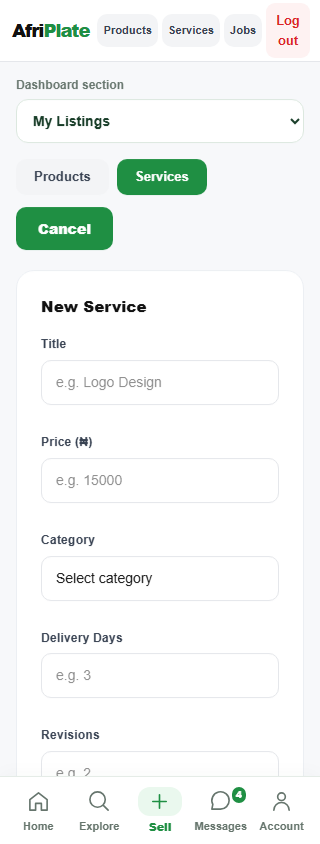 AfriPlate Products Services Jobs Log out
Dashboard section
My Listings
Products Services
Cancel
New Service
Title
e.g. Logo Design
Price (₦)
e.g. 15000
Category
Select category
Delivery Days
e.g. 3
Revisions
e.g. 2
4
Home Explore Sell Messages Account